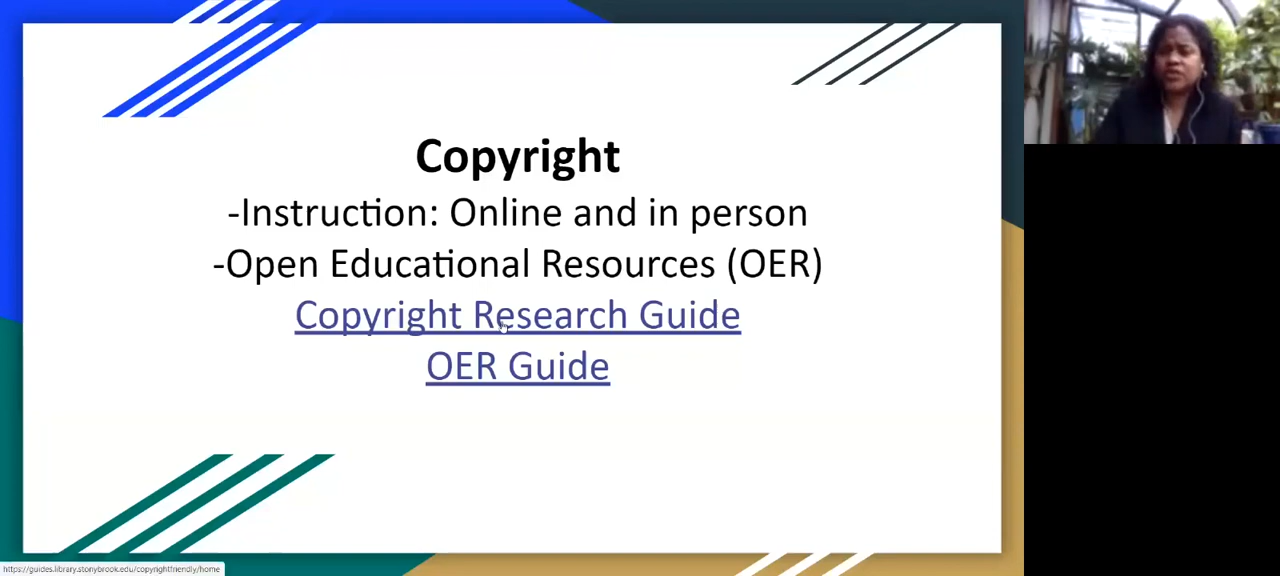 Copyright
-Instruction: Online and in person
-Open Educational Resources (OER)
Copyright Research Guide
OER Guide
https://guides.library.stonybrook.edu/copyrightfriendly/home